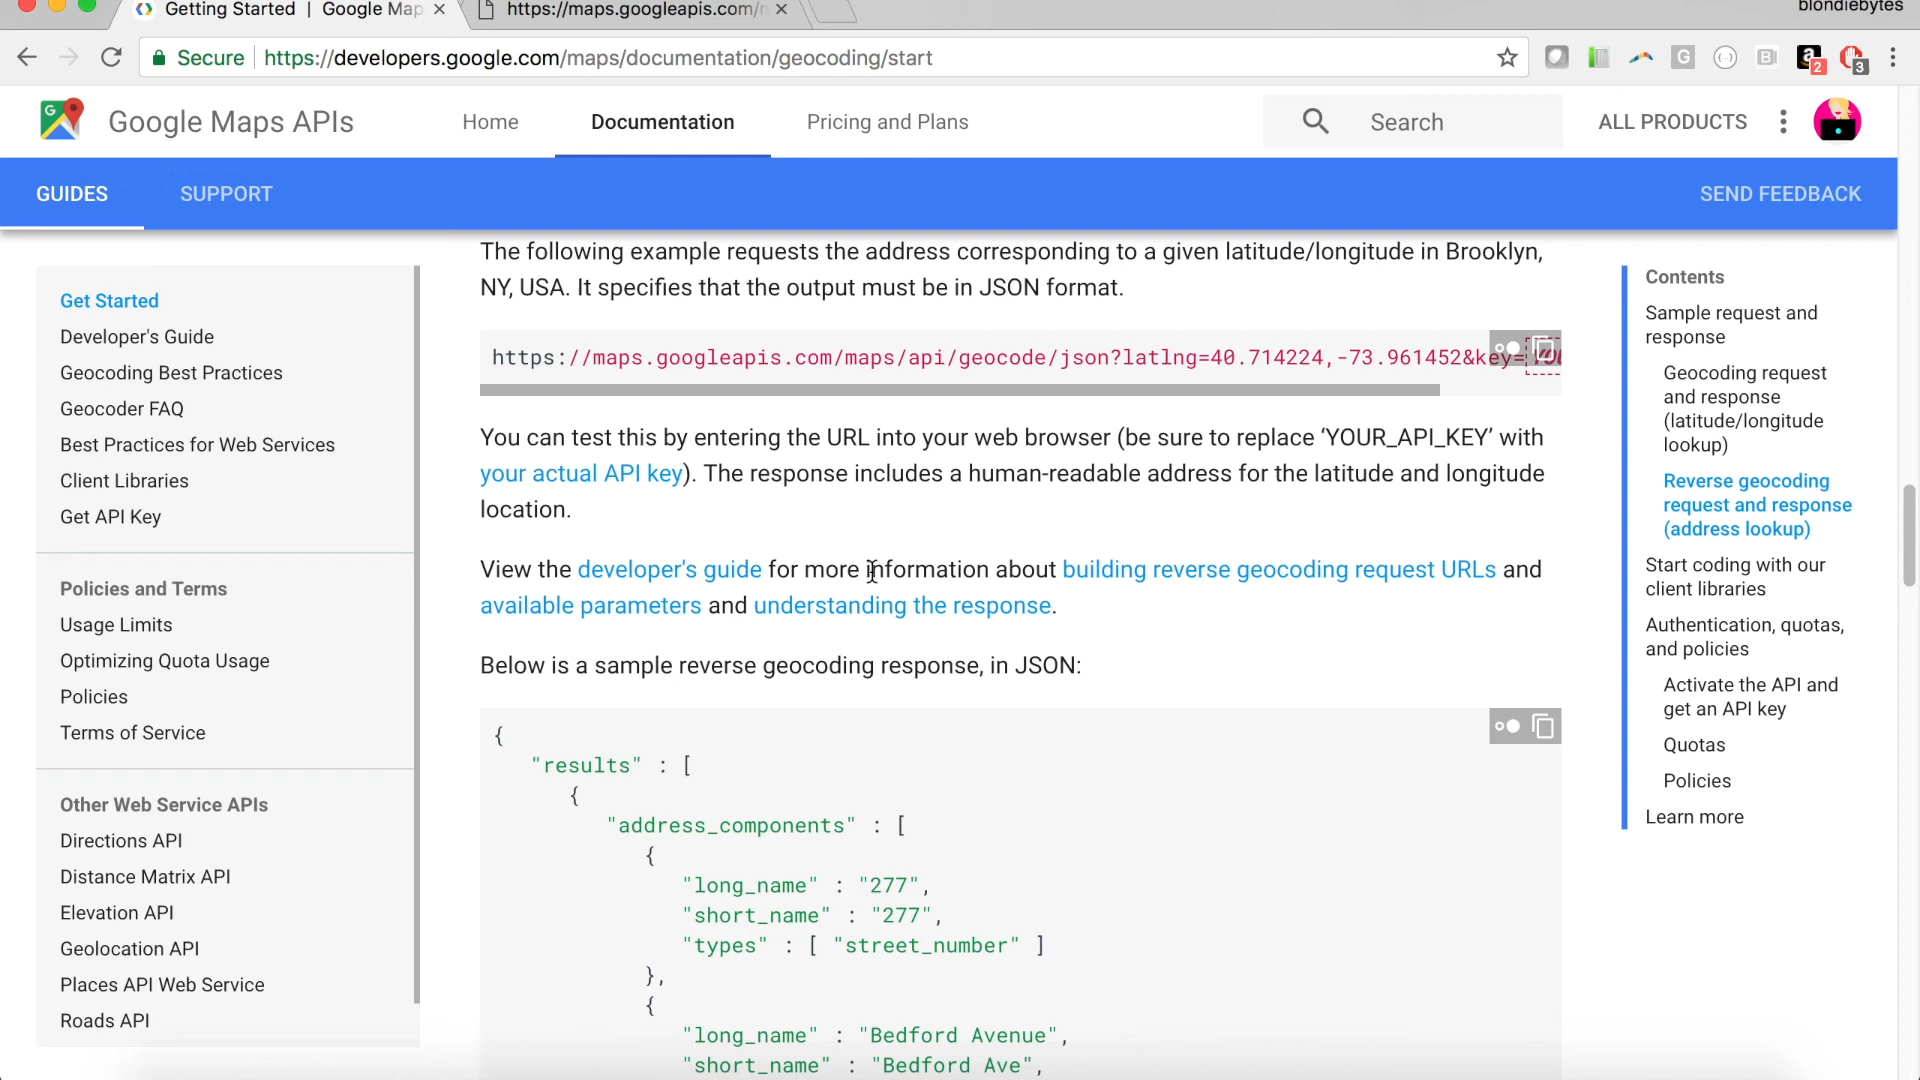 Getting Started | Google Map
https://maps.googleapis.com/
blondiebytes
Secure
https://developers.google.com/maps/documentation/geocoding/start
2
3
Google Maps APIs
Home
Documentation
Pricing and Plans
Search
ALL PRODUCTS
GUIDES
SUPPORT
SEND FEEDBACK
Get Started
Developer's Guide
Geocoding Best Practices
Geocoder FAQ
Best Practices for Web Services
Client Libraries
Get API Key
Policies and Terms
Usage Limits
Optimizing Quota Usage
Policies
Terms of Service
Other Web Service APIs
Directions API
Distance Matrix API
Elevation API
Geolocation API
Places API Web Service
Roads API
The following example requests the address corresponding to a given latitude/longitude in Brooklyn,
NY, USA. It specifies that the output must be in JSON format.
https://maps.googleapis.com/maps/api/geocode/json?latlng=40.714224,-73.961452&key=YOU
You can test this by entering the URL into your web browser (be sure to replace ‘YOUR_API_KEY’ with
your actual API key). The response includes a human-readable address for the latitude and longitude
location.
View the developer's guide for more information about building reverse geocoding request URLs and
available parameters and understanding the response.
Below is a sample reverse geocoding response, in JSON:
{
"results" : [
{
"address_components" : [
{
"long_name" : "277",
"short_name" : "277",
"types" : [ "street_number" ]
},
{
"long_name" : "Bedford Avenue",
"short_name" : "Bedford Ave",
Contents
Sample request and
response
Geocoding request
and response
(latitude/longitude
lookup)
Reverse geocoding
request and response
(address lookup)
Start coding with our
client libraries
Authentication, quotas,
and policies
Activate the API and
get an API key
Quotas
Policies
Learn more